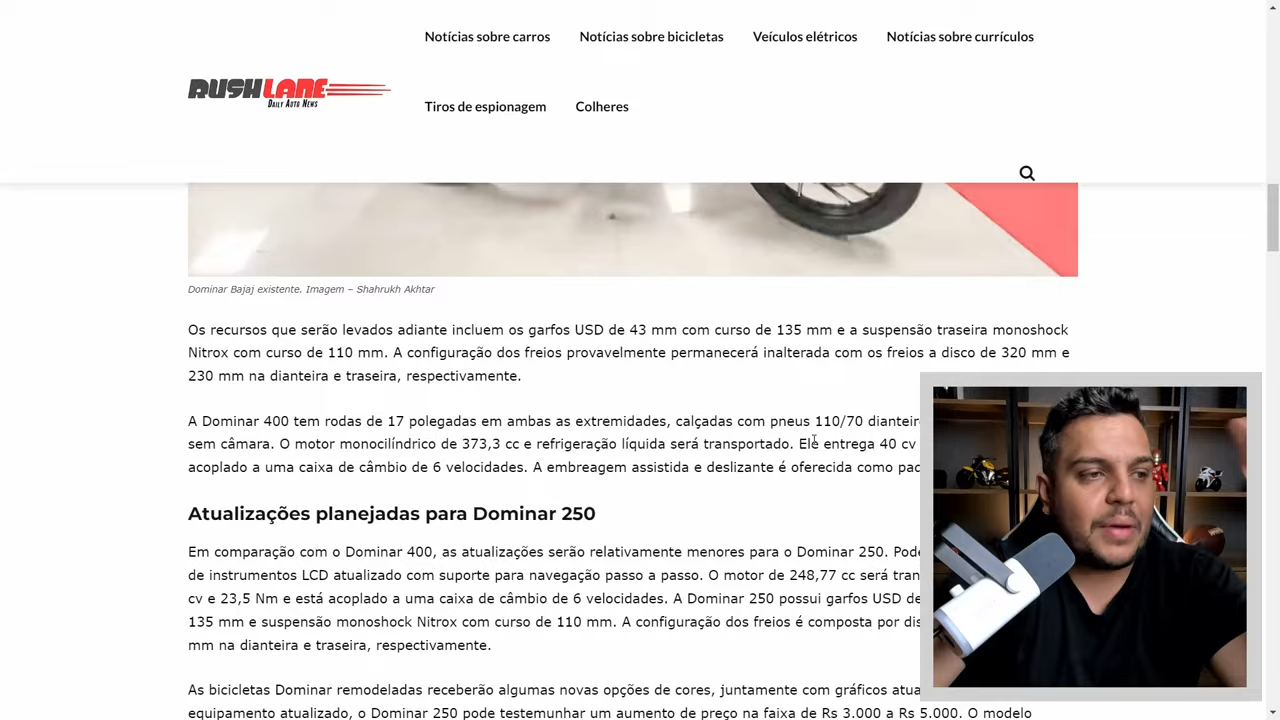 Notícias sobre carros
Notícias sobre bicicletas
Veículos elétricos
Notícias sobre currículos
RUSHLANE
DAILY AUTO NEWS
Tiros de espionagem
Colheres
Dominar Bajaj existente. Imagem – Shahrukh Akhtar
Os recursos que serão levados adiante incluem os garfos USD de 43 mm com curso de 135 mm e a suspensão traseira monoshock
Nitrox com curso de 110 mm. A configuração dos freios provavelmente permanecerá inalterada com os freios a disco de 320 mm e
230 mm na dianteira e traseira, respectivamente.
A Dominar 400 tem rodas de 17 polegadas em ambas as extremidades, calçadas com pneus 110/70
sem câmara. O motor monocilíndrico de 373,3 cc e refrigeração líquida será transportado. Ele entrega 40 cv
acoplado a uma caixa de câmbio de 6 velocidades. A embreagem assistida e deslizante é oferecida como
Atualizações planejadas para Dominar 250
Em comparação com o Dominar 400, as atualizações serão relativamente menores para o Dominar 250.
de instrumentos LCD atualizado com suporte para navegação passo a passo. O motor de 248,77 cc será
cv e 23,5 Nm e está acoplado a uma caixa de câmbio de 6 velocidades. A Dominar 250 possui garfos USD
135 mm e suspensão monoshock Nitrox com curso de 110 mm. A configuração dos freios é composta por
mm na dianteira e traseira, respectivamente.
As bicicletas Dominar remodeladas receberão algumas novas opções de cores, juntamente com gráficos
equipamento atualizado, o Dominar 250 pode testemunhar um aumento de preço na faixa de Rs 3.000 a Rs 5.000. O modelo